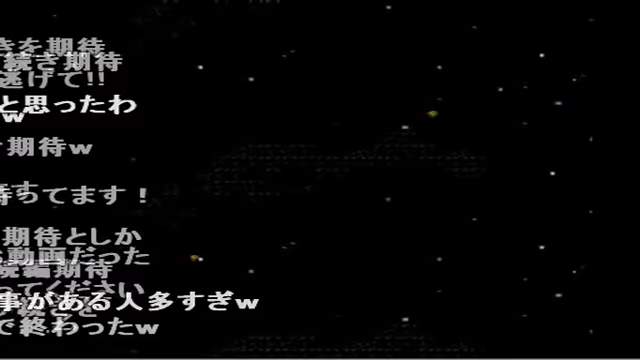 きを期待
続き期待
逃げて!!
と思ったわ
w
期待w
待ってます！
期待としか
動画だった
続編期待
ってください
事がある人多すぎw
で終わったw